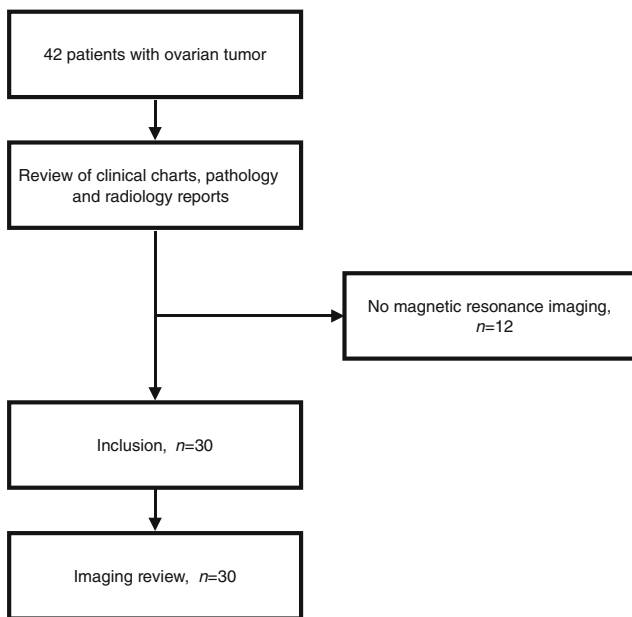 42 patients with ovarian tumor
Review of clinical charts, pathology
and radiology reports
No magnetic resonance imaging,
n=12
Inclusion, n=30
Imaging review, n=30